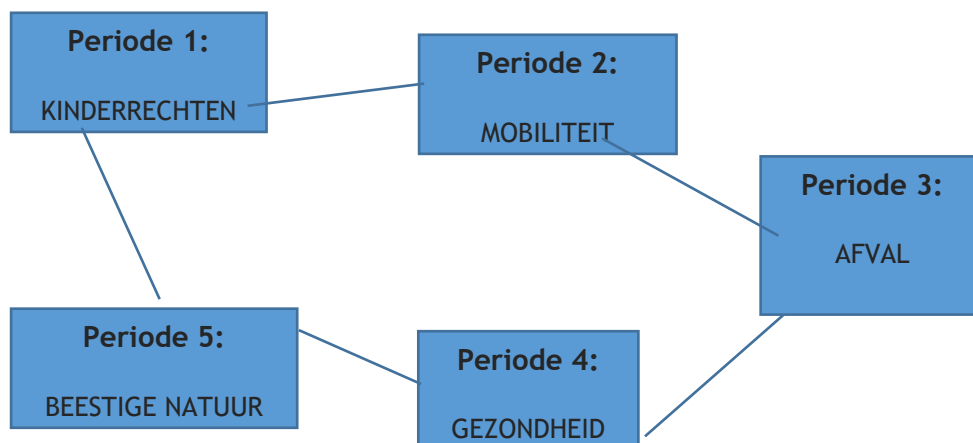 Periode 1:
KINDERRECHTEN
Periode 2:
MOBILITEIT
Periode 3:
AFVAL
Periode 4:
GEZONDHEID
Periode 5:
BEESTIGE NATUUR